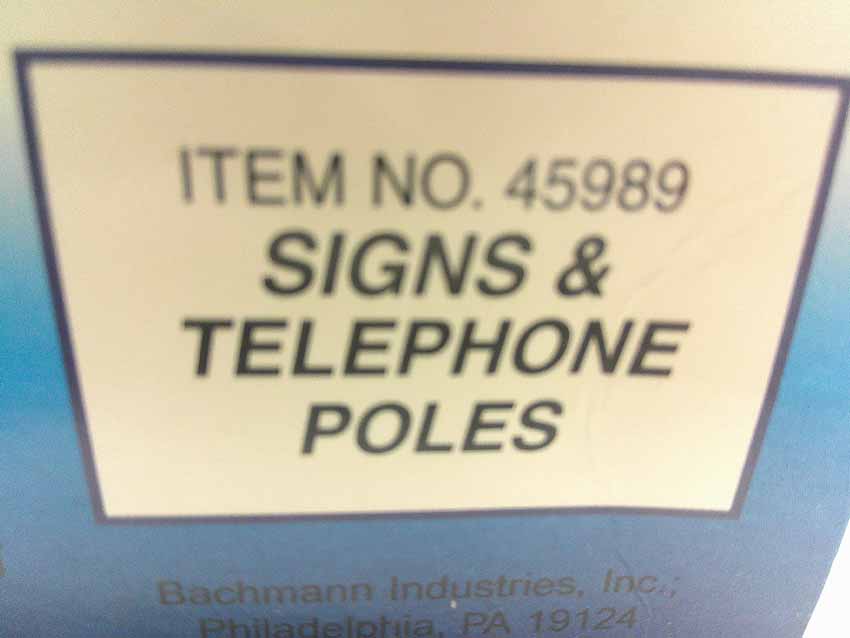 ITEM NO. 45989
SIGNS &
TELEPHONE
POLES
Bachmann Industries, Inc.;
Philadelphia, PA 19124